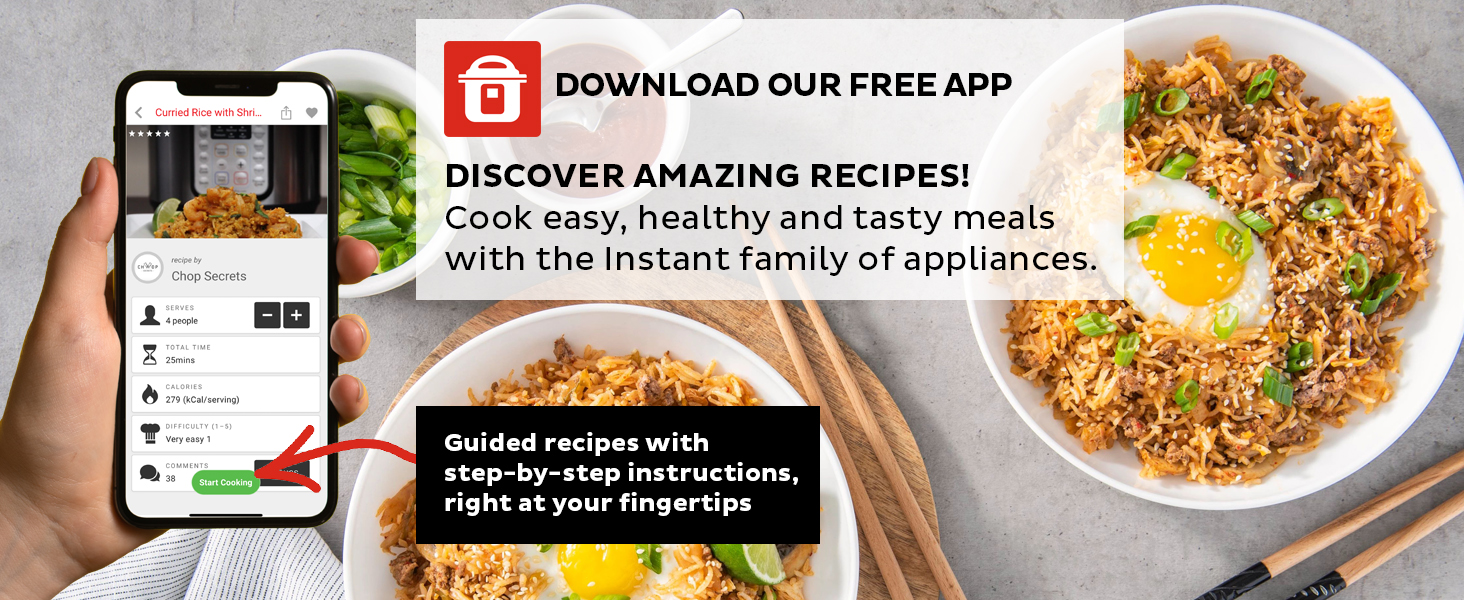 Curried Rice with Shri...
recipe by
Chop Secrets
SERVES
4 people
TOTAL TIME
25mins
CALORIES
279 (kCal/serving)
DIFFICULTY (1-5)
Very easy 1
COMMENTS
38
Start Cooking
DOWNLOAD OUR FREE APP
DISCOVER AMAZING RECIPES!
Cook easy, healthy and tasty meals
with the Instant family of appliances.
Guided recipes with
step-by-step instructions,
right at your fingertips